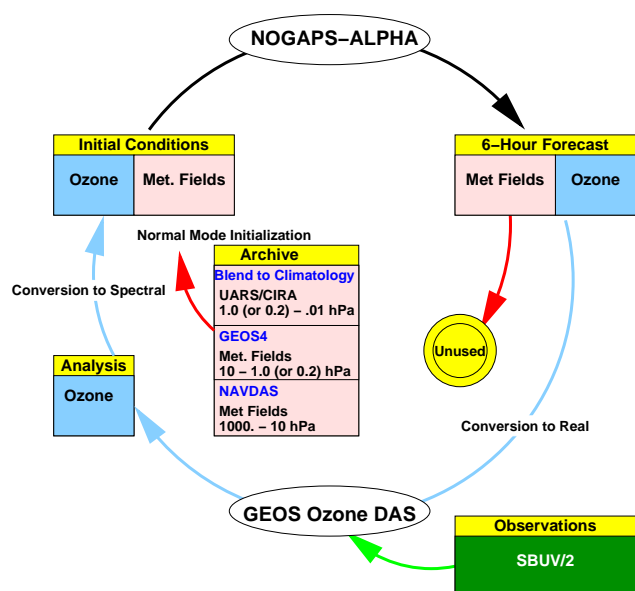 NOGAPS−ALPHA
Initial Conditions
Ozone
Met. Fields
6−Hour Forecast
Met Fields
Ozone
Normal Mode Initialization
Archive
Blend to Climatology
UARS/CIRA
1.0 (or 0.2) − .01 hPa
GEOS4
Met. Fields
10 − 1.0 (or 0.2) hPa
NAVDAS
Met Fields
1000. − 10 hPa
Conversion to Spectral
Unused
Analysis
Ozone
Conversion to Real
GEOS Ozone DAS
Observations
SBUV/2